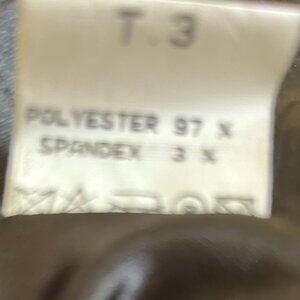 T.3
POLYESTER 97 %
SPANDEX 3 %